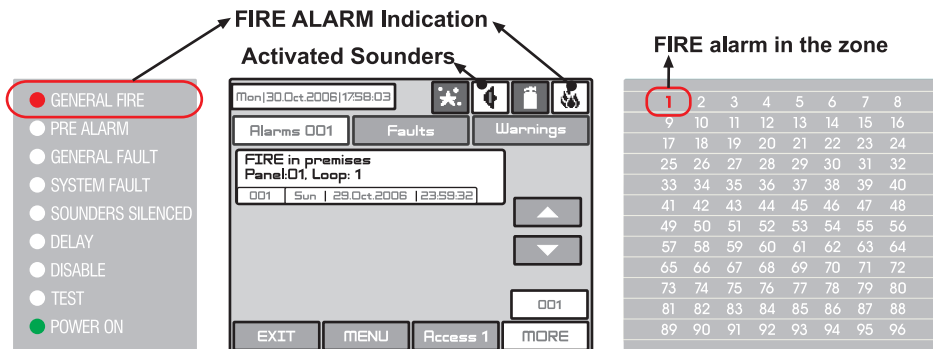 FIRE ALARM Indication
Activated Sounders
FIRE alarm in the zone
GENERAL FIRE
PRE ALARM
GENERAL FAULT
SYSTEM FAULT
SOUNDERS SILENCED
DELAY
DISABLE
TEST
POWER ON
Mon|30.Oct.2006|17:58:03
Alarms 001 Faults Warnings
FIRE in premises
Panel:01, Loop: 1
001 | Sun | 29.Oct.2006 | 23:59:32
001
EXIT MENU Access 1 MORE
1 2 3 4 5 6 7 8
9 10 11 12 13 14 15 16
17 18 19 20 21 22 23 24
25 26 27 28 29 30 31 32
33 34 35 36 37 38 39 40
41 42 43 44 45 46 47 48
49 50 51 52 53 54 55 56
57 58 59 60 61 62 63 64
65 66 67 68 69 70 71 72
73 74 75 76 77 78 79 80
81 82 83 84 85 86 87 88
89 90 91 92 93 94 95 96